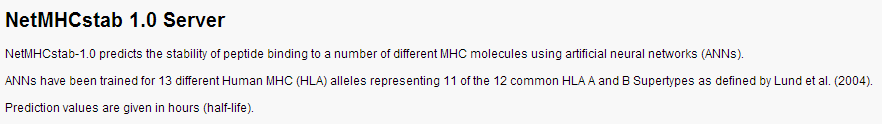 NetMHCstab 1.0 Server
NetMHCstab-1.0 predicts the stability of peptide binding to a number of different MHC molecules using artificial neural networks (ANNs).
ANNs have been trained for 13 different Human MHC (HLA) alleles representing 11 of the 12 common HLA A and B Supertypes as defined by Lund et al. (2004).
Prediction values are given in hours (half-life).